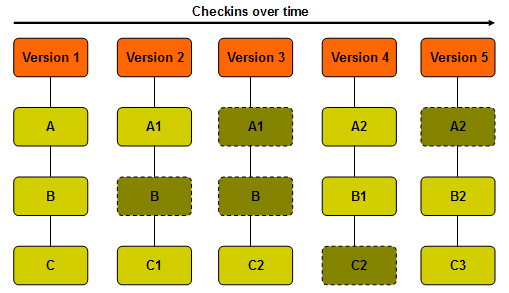 Checkins over time
Version 1 Version 2 Version 3 Version 4 Version 5
A A1 A1 A2 A2
B B B B1 B2
C C1 C2 C2 C3